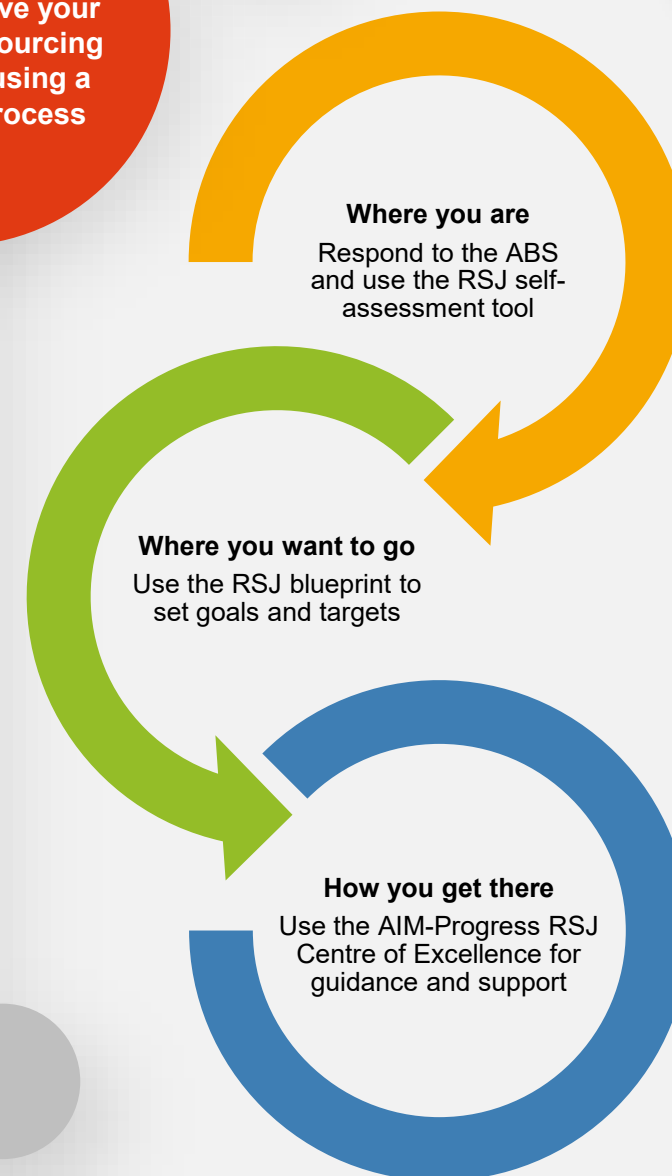 ve your
ourcing
using a
rocess
Where you are
Respond to the ABS
and use the RSJ self-
assessment tool
Where you want to go
Use the RSJ blueprint to
set goals and targets
How you get there
Use the AIM-Progress RSJ
Centre of Excellence for
guidance and support